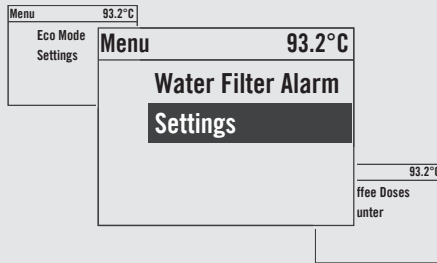 Menu 93.2°C
Eco Mode
Settings
Menu 93.2°C
Water Filter Alarm
Settings
93.2°C
ffee Doses
unter